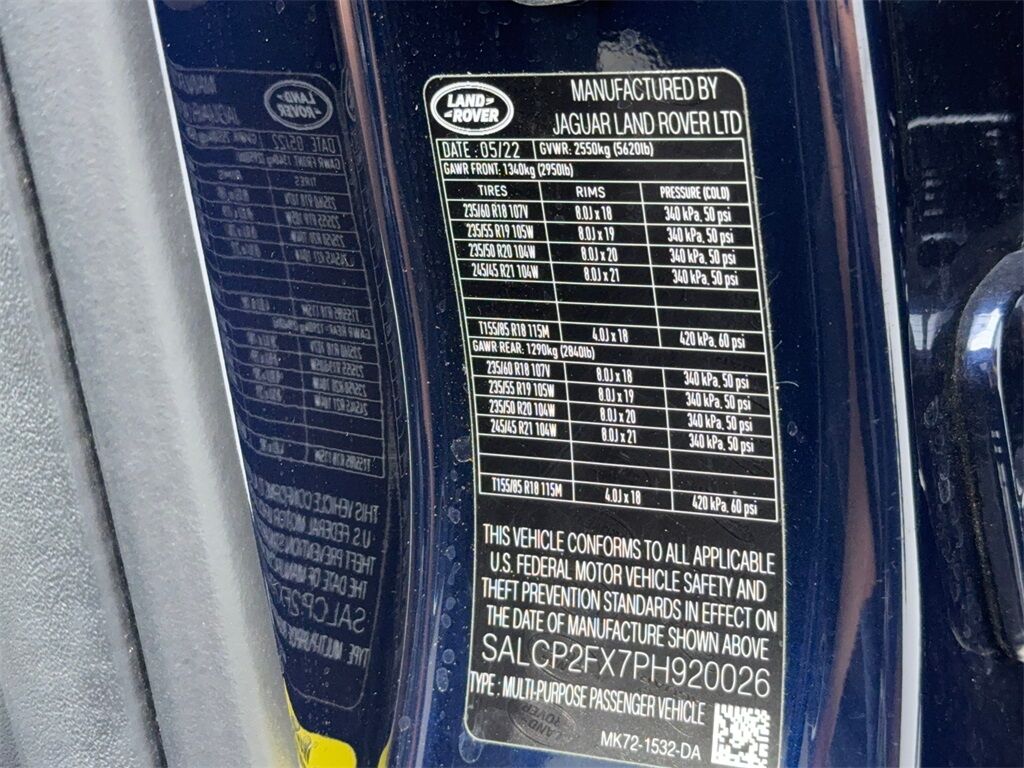 LAND ROVER
MANUFACTURED BY
JAGUAR LAND ROVER LTD
DATE : 05/22 GVWR: 2550kg (5620lb)
GAWR FRONT: 1340kg (2950lb)
TIRES RIMS PRESSURE (COLD)
235/60 R18 107V 8.0J x 18 340 kPa, 50 psi
235/55 R19 105W 8.0J x 19 340 kPa, 50 psi
235/50 R20 104W 8.0J x 20 340 kPa, 50 psi
245/45 R21 104W 8.0J x 21 340 kPa, 50 psi
T155/85 R18 115M 4.0J x 18 420 kPa, 60 psi
GAWR REAR: 1290kg (2840lb)
235/60 R18 107V 8.0J x 18 340 kPa, 50 psi
235/55 R19 105W 8.0J x 19 340 kPa, 50 psi
235/50 R20 104W 8.0J x 20 340 kPa, 50 psi
245/45 R21 104W 8.0J x 21 340 kPa, 50 psi
T155/85 R18 115M 4.0J x 18 420 kPa, 60 psi
THIS VEHICLE CONFORMS TO ALL APPLICABLE
U.S. FEDERAL MOTOR VEHICLE SAFETY AND
THEFT PREVENTION STANDARDS IN EFFECT ON
THE DATE OF MANUFACTURE SHOWN ABOVE
SALCP2FX7PH920026
TYPE : MULTI-PURPOSE PASSENGER VEHICLE
MK72-1532-DA